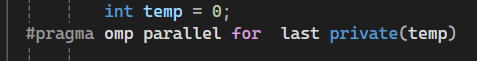 int temp = 0;
#pragma omp parallel for  last private(temp)